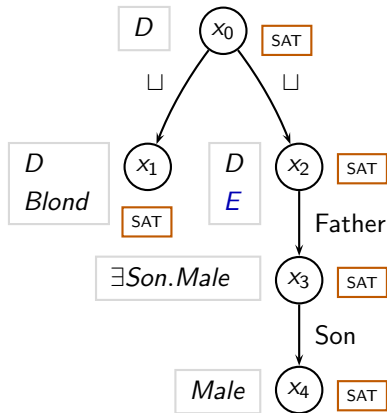 D x0 SAT
⊔ ⊔
D x1 D x2 SAT
Blond E
SAT
Father
∃Son.Male x3 SAT
Son
Male x4 SAT